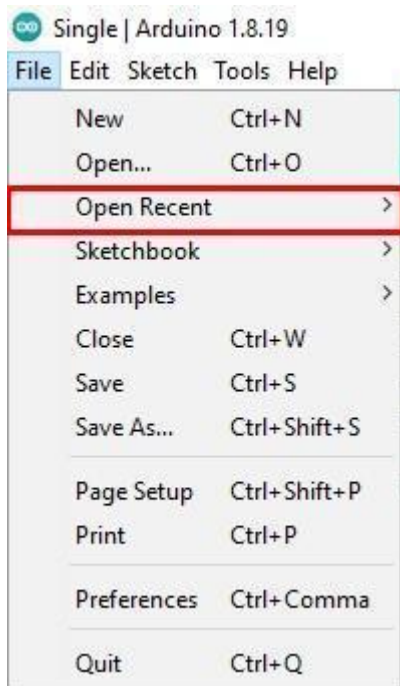 Single | Arduino 1.8.19
File Edit Sketch Tools Help
New Ctrl+N
Open... Ctrl+O
Open Recent >
Sketchbook >
Examples >
Close Ctrl+W
Save Ctrl+S
Save As... Ctrl+Shift+S
Page Setup Ctrl+Shift+P
Print Ctrl+P
Preferences Ctrl+Comma
Quit Ctrl+Q